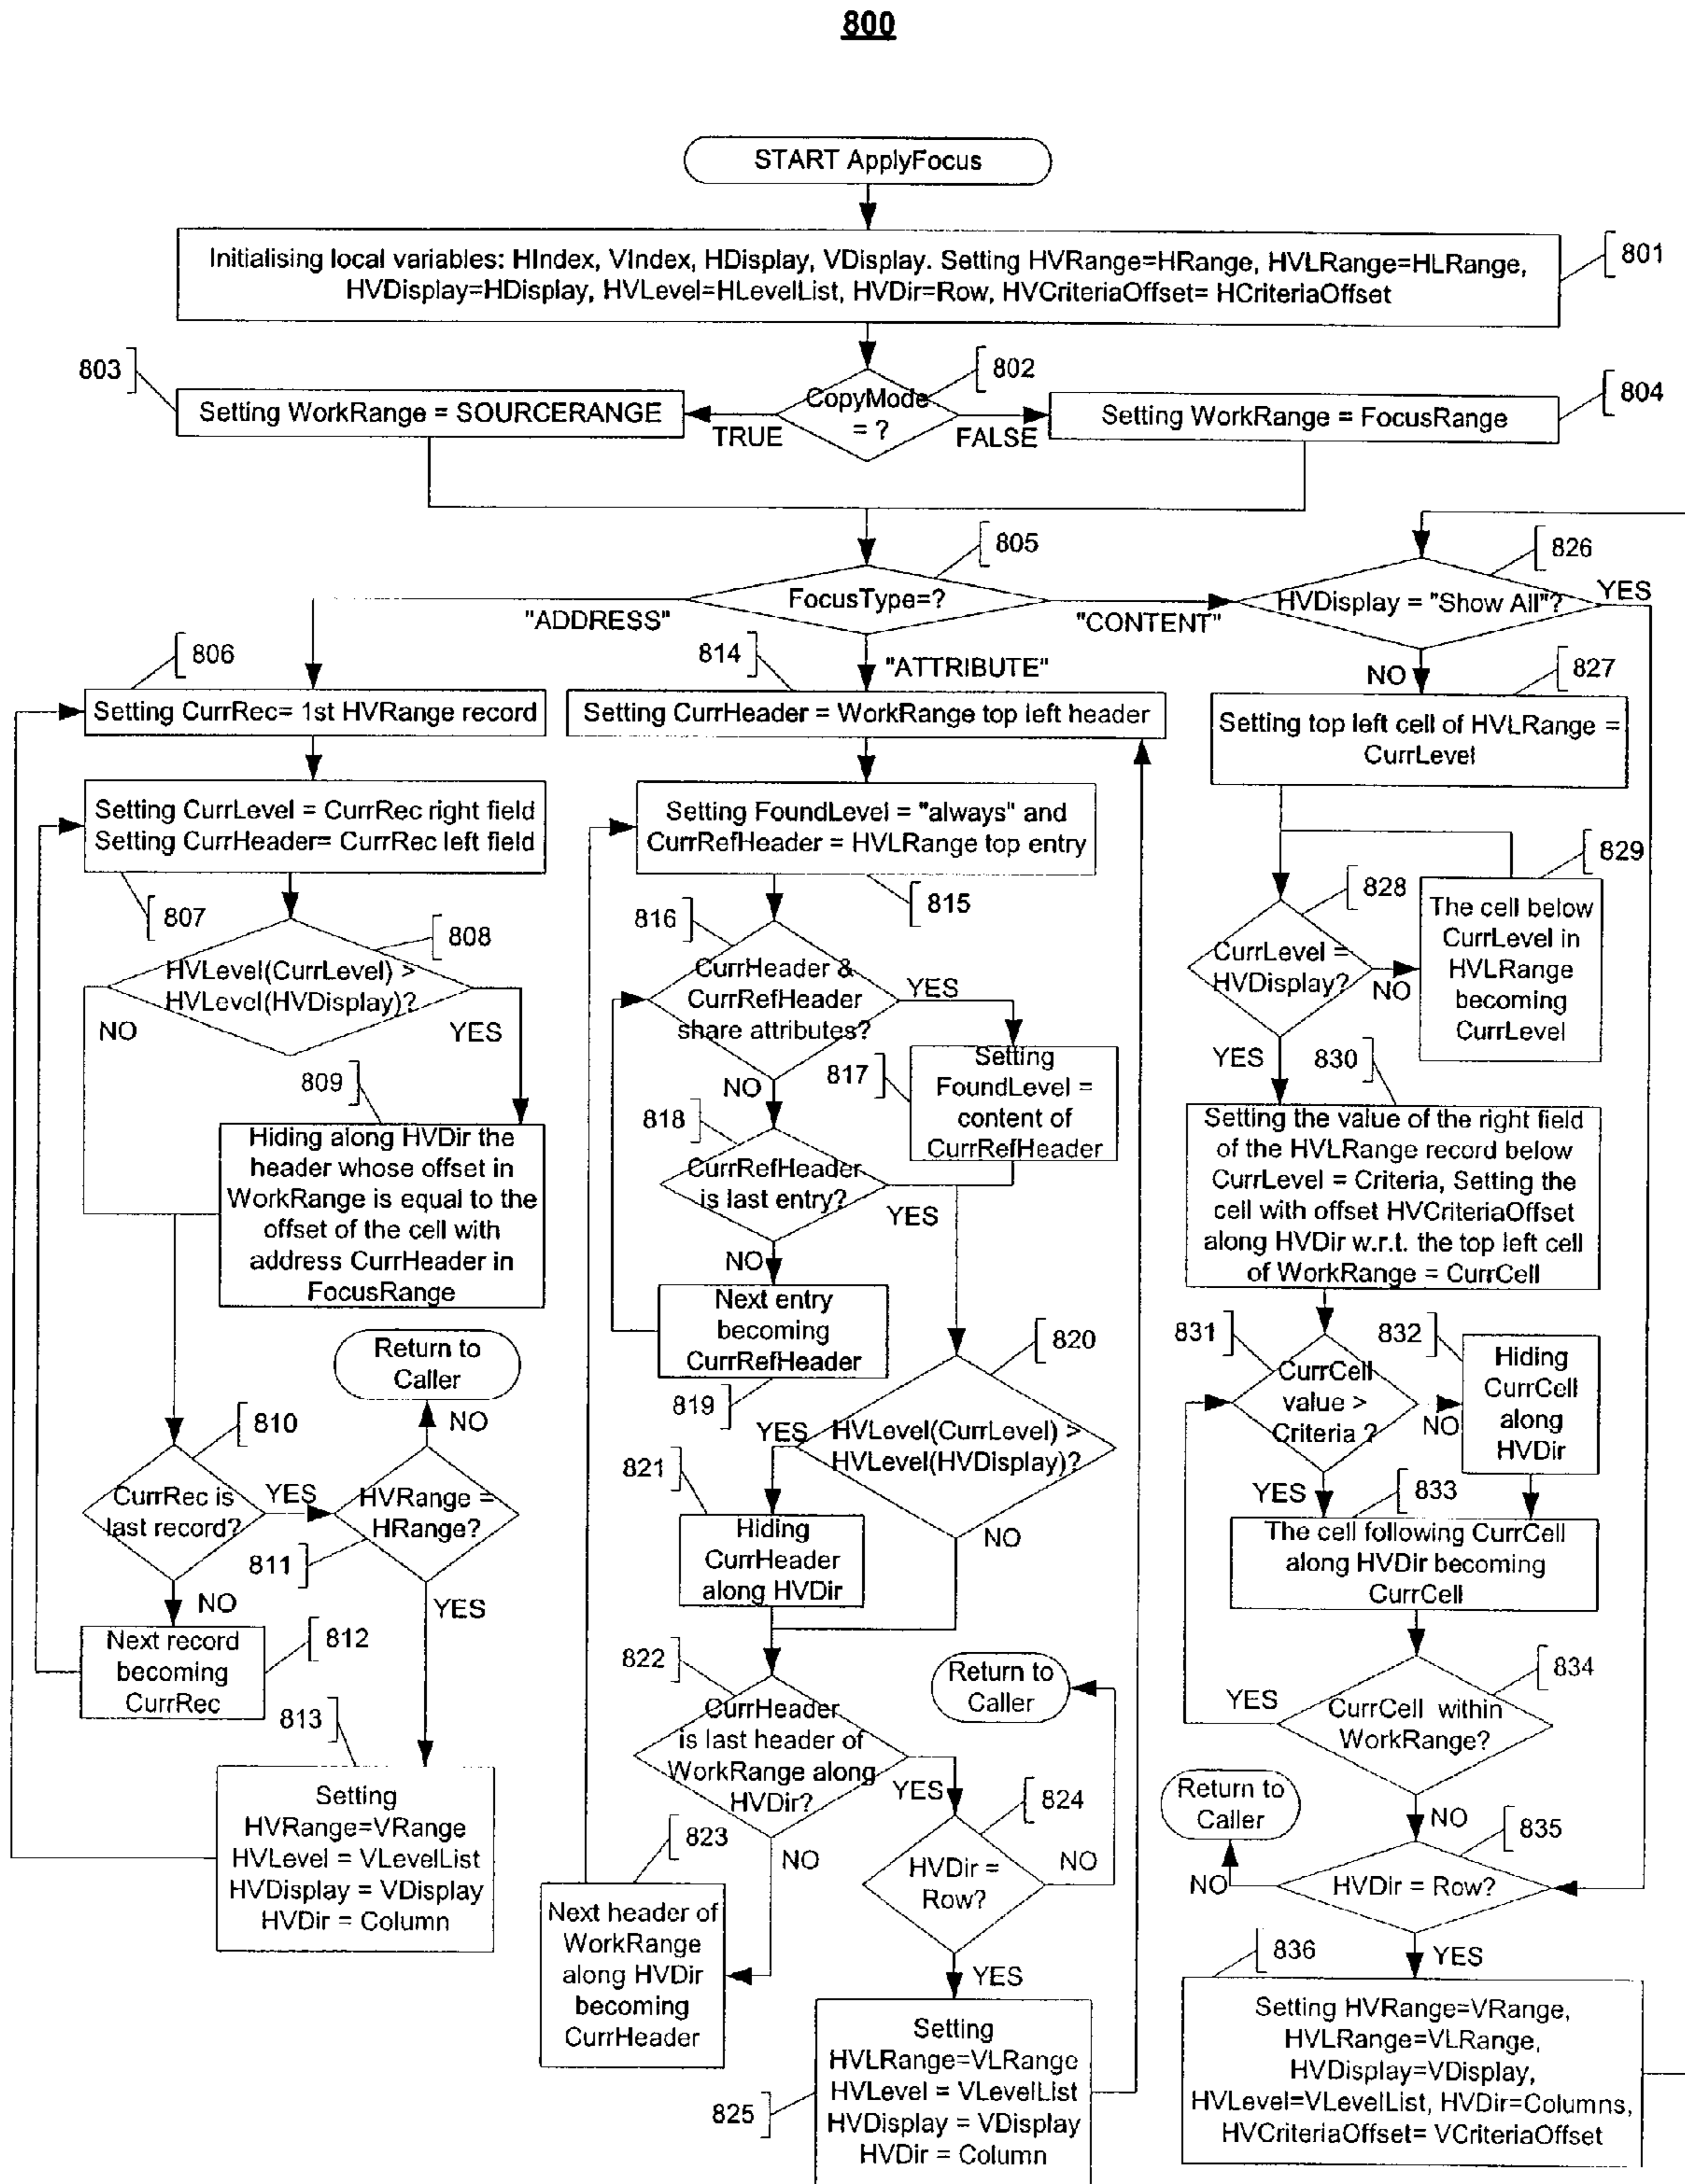 800
START ApplyFocus
Initialising local variables: HIndex, VIndex, HDisplay, VDisplay. Setting HVRange=HRange, HVLRange=HLRange,
HVDisplay=HDisplay, HVLevel=HLevelList, HVDir=Row, HVCriteriaOffset= HCriteriaOffset
801
803
Setting WorkRange = SOURCERANGE
TRUE
CopyMode
= ?
802
FALSE
Setting WorkRange = FocusRange
804
FocusType=?
805
"ADDRESS"
"ATTRIBUTE"
"CONTENT"
HVDisplay = "Show All"?
826
YES
NO
806
Setting CurrRec= 1st HVRange record
Setting CurrLevel = CurrRec right field
Setting CurrHeader= CurrRec left field
807
HVLevel(CurrLevel) >
HVLevel(HVDisplay)?
808
NO
YES
809
Hiding along HVDir the
header whose offset in
WorkRange is equal to the
offset of the cell with
address CurrHeader in
FocusRange
Return to
Caller
NO
810
CurrRec is
last record?
YES
HVRange =
HRange?
811
NO
YES
Next record
becoming
CurrRec
812
813
Setting
HVRange=VRange
HVLevel = VLevelList
HVDisplay = VDisplay
HVDir = Column
814
Setting CurrHeader = WorkRange top left header
Setting FoundLevel = "always" and
CurrRefHeader = HVLRange top entry
815
816
CurrHeader &
CurrRefHeader
share attributes?
YES
NO
817
Setting
FoundLevel =
content of
CurrRefHeader
818
CurrRefHeader
is last entry?
YES
NO
Next entry
becoming
CurrRefHeader
819
820
HVLevel(CurrLevel) >
HVLevel(HVDisplay)?
YES
NO
821
Hiding
CurrHeader
along HVDir
822
CurrHeader
is last header of
WorkRange along
HVDir?
YES
NO
823
Next header of
WorkRange
along HVDir
becoming
CurrHeader
Return to
Caller
824
HVDir =
Row?
NO
YES
825
Setting
HVLRange=VLRange
HVLevel = VLevelList
HVDisplay = VDisplay
HVDir = Column
827
Setting top left cell of HVLRange =
CurrLevel
828
CurrLevel =
HVDisplay?
NO
YES
829
The cell below
CurrLevel in
HVLRange
becoming
CurrLevel
830
Setting the value of the right field
of the HVLRange record below
CurrLevel = Criteria, Setting the
cell with offset HVCriteriaOffset
along HVDir w.r.t. the top left cell
of WorkRange = CurrCell
831
CurrCell
value >
Criteria ?
NO
YES
832
Hiding
CurrCell
along
HVDir
833
The cell following CurrCell
along HVDir becoming
CurrCell
834
CurrCell within
WorkRange?
YES
NO
Return to
Caller
835
HVDir = Row?
NO
YES
836
Setting HVRange=VRange,
HVLRange=VLRange,
HVDisplay=VDisplay,
HVLevel=VLevelList, HVDir=Columns,
HVCriteriaOffset= VCriteriaOffset